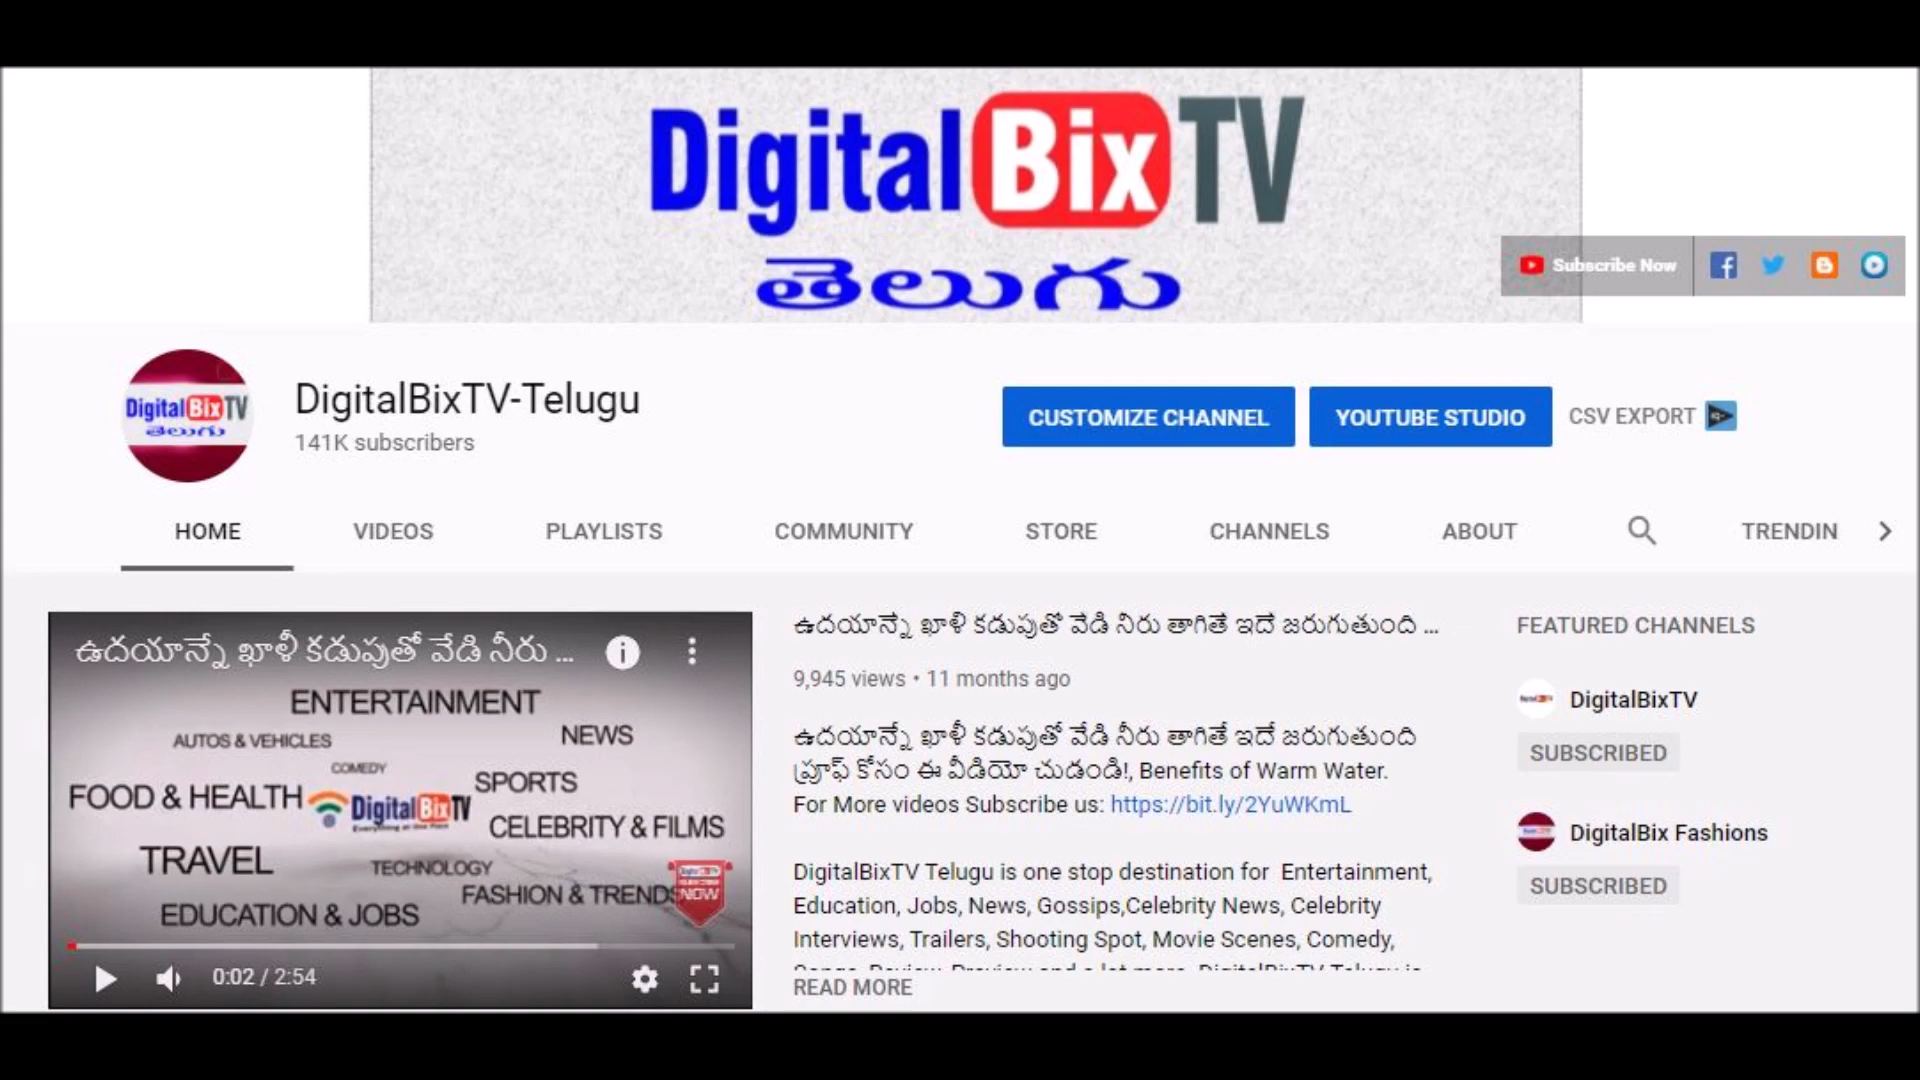 DigitalBixTV
తెలుగు
Subscribe Now
DigitalBixTV
తెలుగు
DigitalBixTV-Telugu
141K subscribers
CUSTOMIZE CHANNEL
YOUTUBE STUDIO
CSV EXPORT
HOME
VIDEOS
PLAYLISTS
COMMUNITY
STORE
CHANNELS
ABOUT
TRENDIN
ఉదయాన్నే ఖాళీ కడుపుతో వేడి నీరు ...
ENTERTAINMENT
AUTOS & VEHICLES
NEWS
COMEDY
SPORTS
FOOD & HEALTH
DigitalBixTV
Everything at One Place
CELEBRITY & FILMS
TRAVEL
TECHNOLOGY
FASHION & TRENDS
NOW
EDUCATION & JOBS
0:02 / 2:54
ఉదయాన్నే ఖాళీ కడుపుతో వేడి నీరు తాగితే ఇదే జరుగుతుంది ...
9,945 views • 11 months ago
ఉదయాన్నే ఖాళీ కడుపుతో వేడి నీరు తాగితే ఇదే జరుగుతుంది
ప్రూఫ్ కోసం ఈ వీడియో చుడండి!, Benefits of Warm Water.
For More videos Subscribe us: https://bit.ly/2YuWKmL
DigitalBixTV Telugu is one stop destination for Entertainment,
Education, Jobs, News, Gossips,Celebrity News, Celebrity
Interviews, Trailers, Shooting Spot, Movie Scenes, Comedy,
READ MORE
FEATURED CHANNELS
DigitalBixTV
SUBSCRIBED
DigitalBix Fashions
SUBSCRIBED